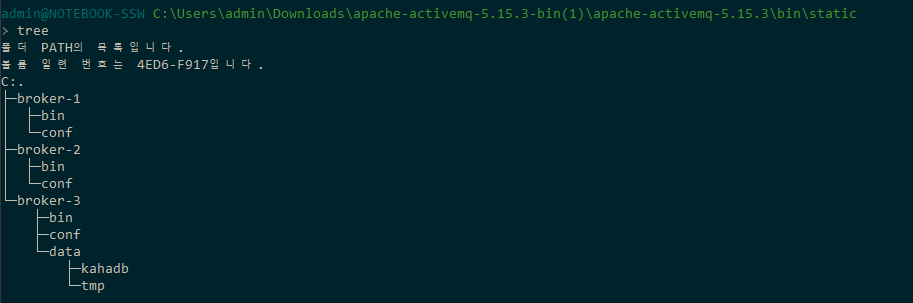 admin@NOTEBOOK-SSW C:\Users\admin\Downloads\apache-activemq-5.15.3-bin(1)\apache-activemq-5.15.3\bin\static
> tree
폴더 PATH의 목록입니다.
볼륨 일련 번호는 4ED6-F917입니다.
C:.
├─broker-1
│  ├─bin
│  └─conf
├─broker-2
│  ├─bin
│  └─conf
└─broker-3
    ├─bin
    ├─conf
    └─data
        ├─kahadb
        └─tmp